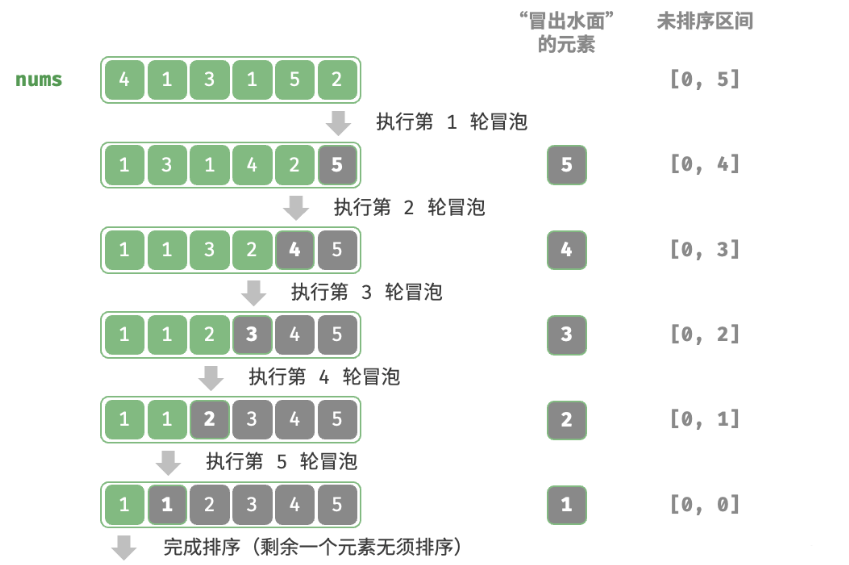 “冒出水面” 未排序区间
的元素
nums 4 1 3 1 5 2 [0, 5]
执行第 1 轮冒泡
1 3 1 4 2 5 5 [0, 4]
执行第 2 轮冒泡
1 1 3 2 4 5 4 [0, 3]
执行第 3 轮冒泡
1 1 2 3 4 5 3 [0, 2]
执行第 4 轮冒泡
1 1 2 3 4 5 2 [0, 1]
执行第 5 轮冒泡
1 1 2 3 4 5 1 [0, 0]
完成排序（剩余一个元素无须排序）